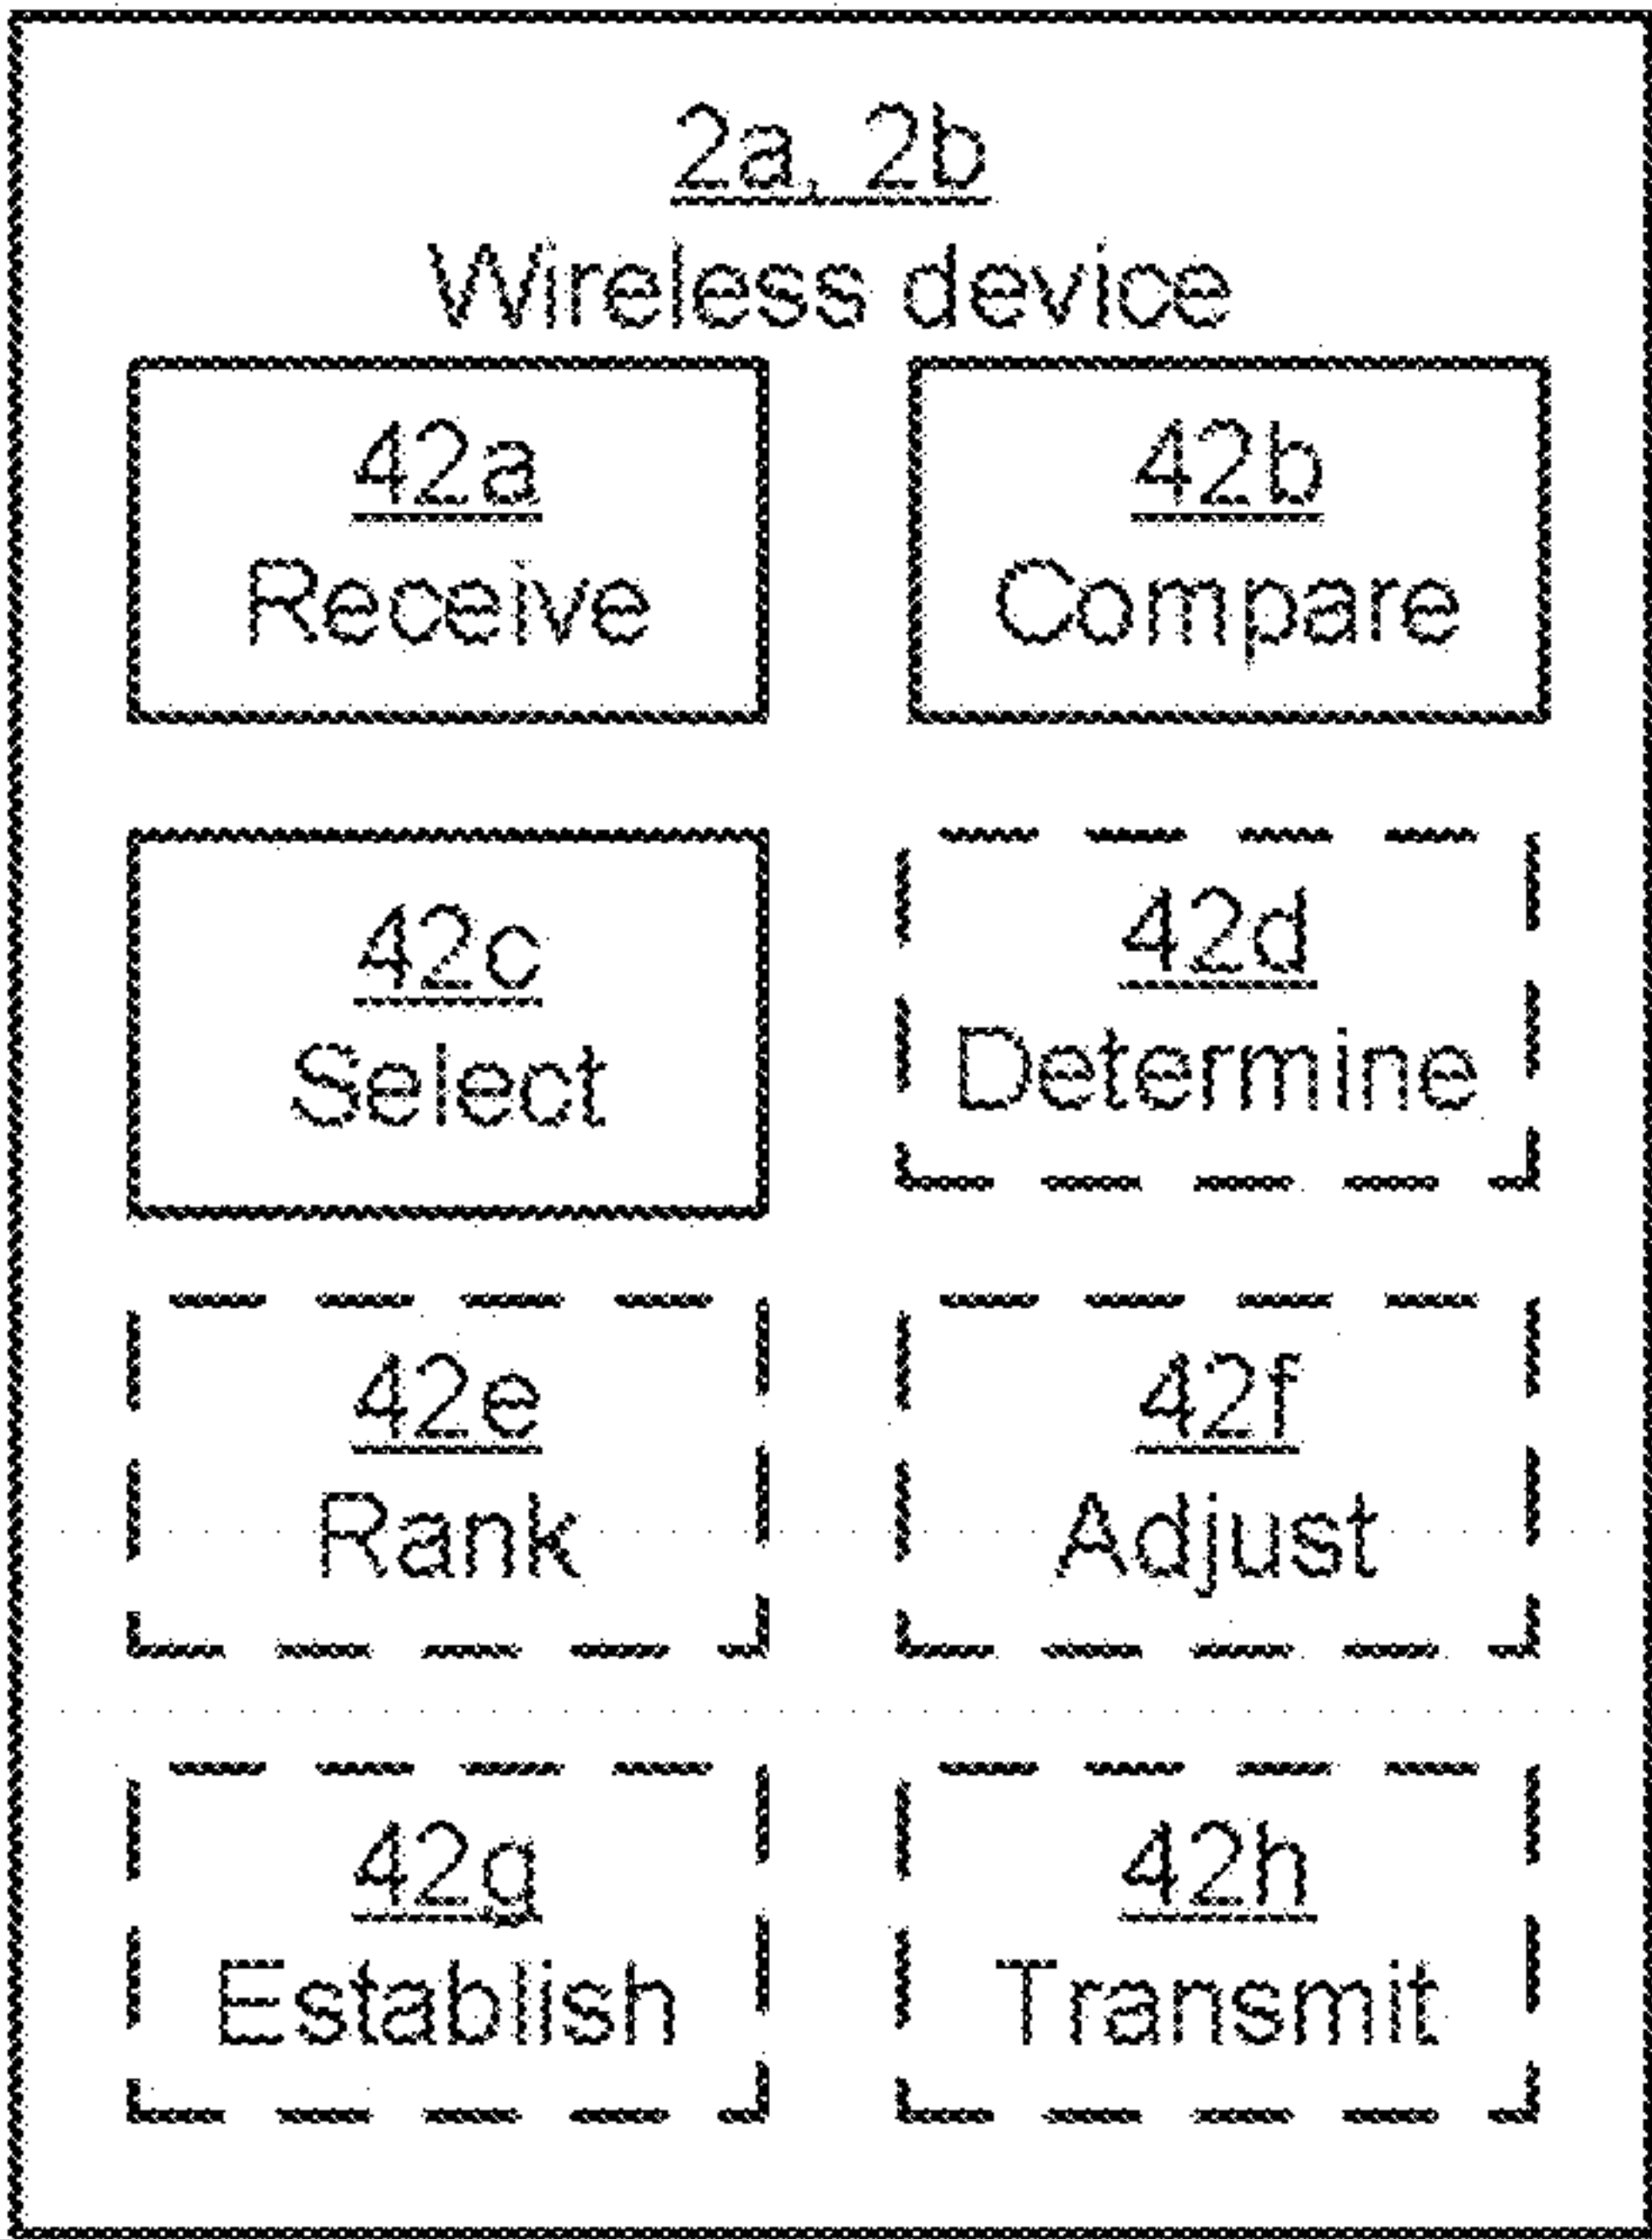 2a, 2b
Wireless device
42a
Receive
42b
Compare
42c
Select
42d
Determine
42e
Rank
42f
Adjust
42g
Establish
42h
Transmit